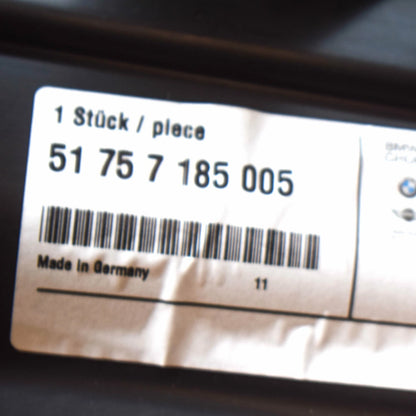 1 Stück / piece
51 75 7 185 005
Made in Germany
11